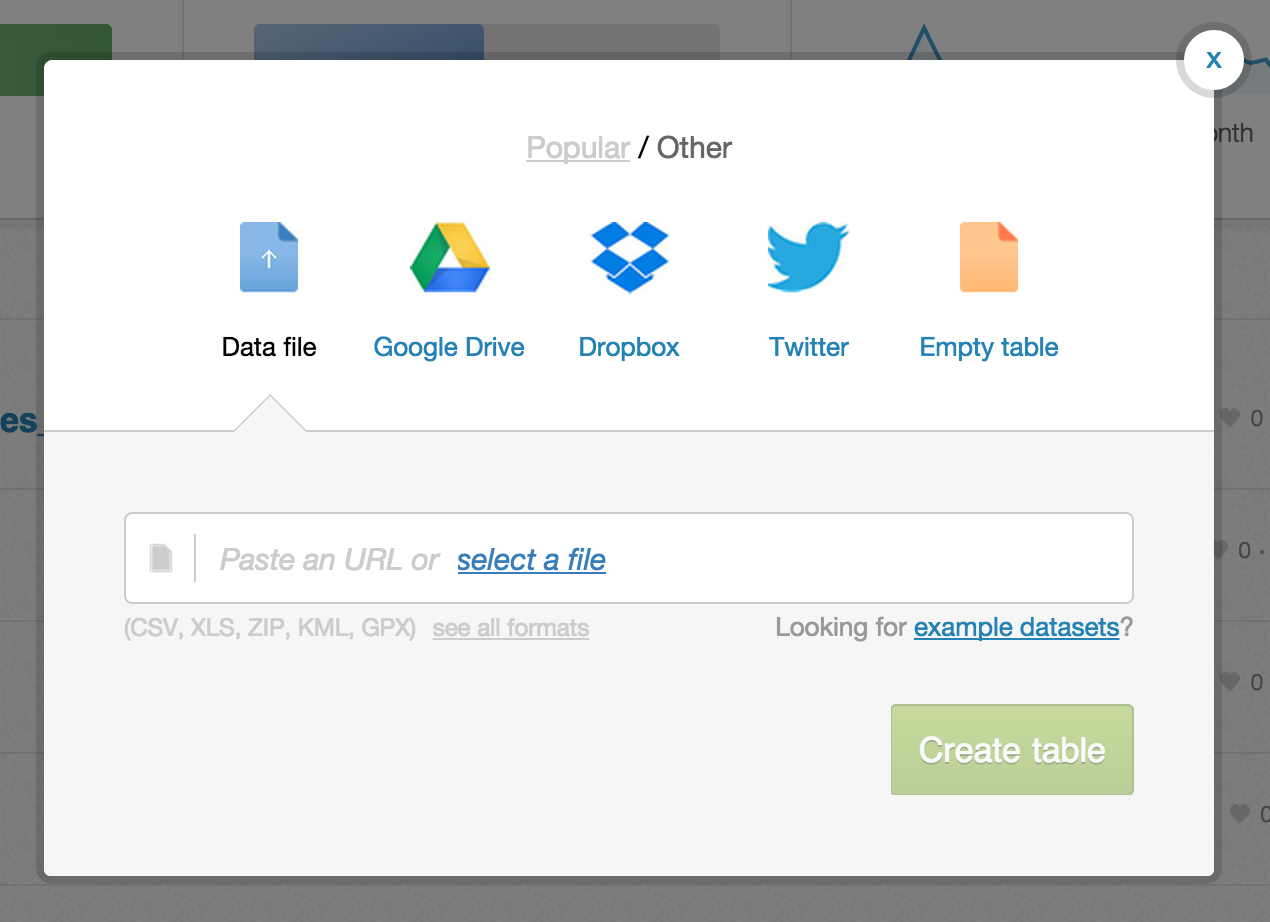 x
onth
Popular / Other
Data file Google Drive Dropbox Twitter Empty table
es_
0
Paste an URL or select a file
0
(CSV, XLS, ZIP, KML, GPX) see all formats Looking for example datasets?
0
Create table
0